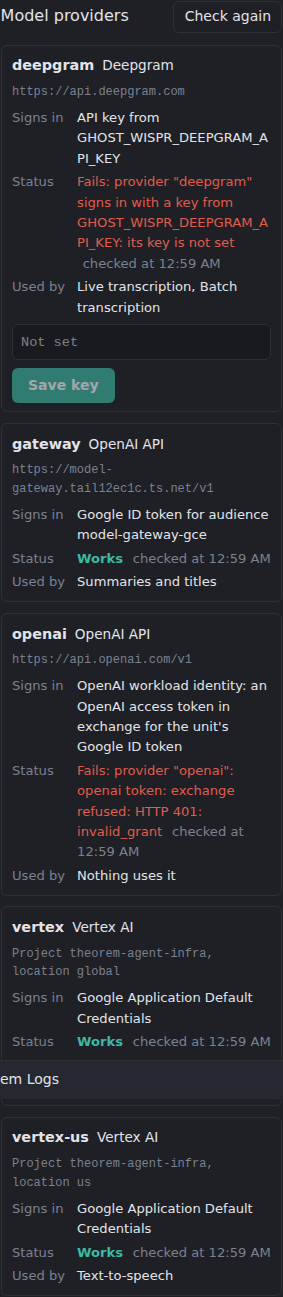 Model providers
Check again
deepgram Deepgram
https://api.deepgram.com
Signs in API key from
GHOST_WISPR_DEEPGRAM_A
PI_KEY
Status Fails: provider "deepgram"
signs in with a key from
GHOST_WISPR_DEEPGRAM_A
PI_KEY: its key is not set
checked at 12:59 AM
Used by Live transcription, Batch
transcription
Not set
Save key
gateway OpenAI API
https://model-
gateway.tail12ec1c.ts.net/v1
Signs in Google ID token for audience
model-gateway-gce
Status Works checked at 12:59 AM
Used by Summaries and titles
openai OpenAI API
https://api.openai.com/v1
Signs in OpenAI workload identity: an
OpenAI access token in
exchange for the unit's
Google ID token
Status Fails: provider "openai":
openai token: exchange
refused: HTTP 401:
invalid_grant checked at
12:59 AM
Used by Nothing uses it
vertex Vertex AI
Project theorem-agent-infra,
location global
Signs in Google Application Default
Credentials
Status Works checked at 12:59 AM
em Logs
vertex-us Vertex AI
Project theorem-agent-infra,
location us
Signs in Google Application Default
Credentials
Status Works checked at 12:59 AM
Used by Text-to-speech